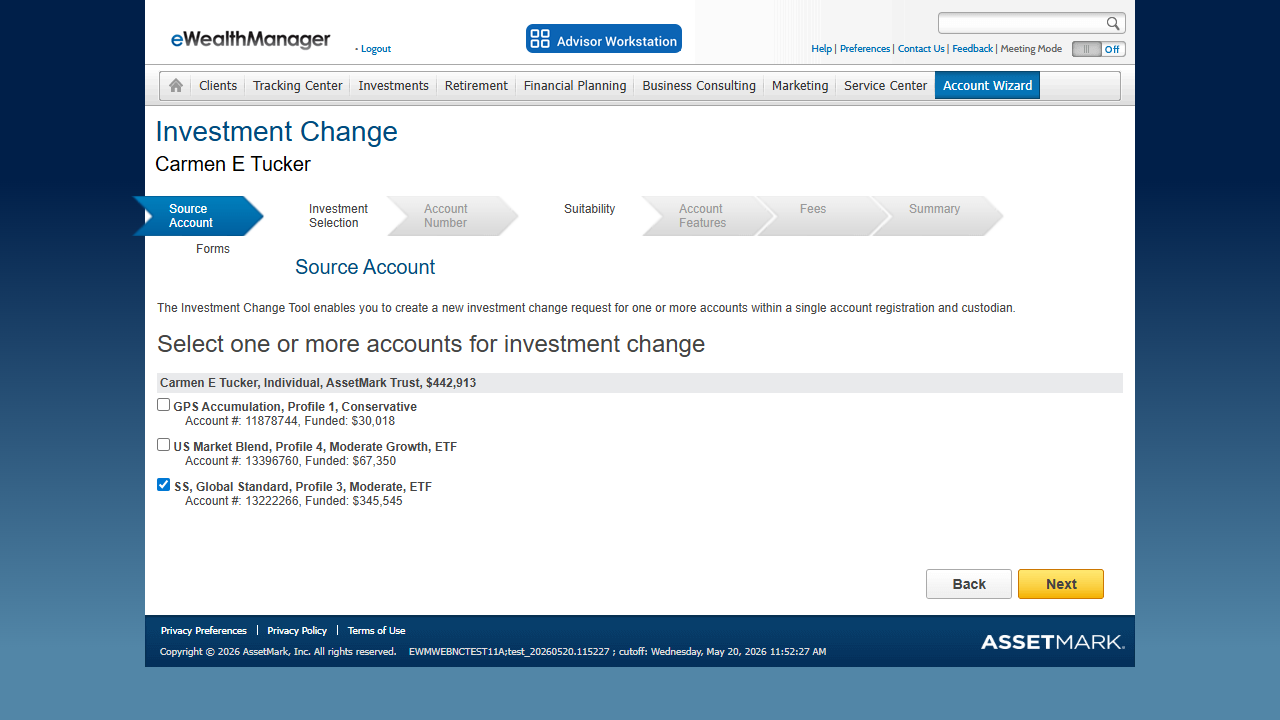 eWealthManager
• Logout
Advisor Workstation
Help | Preferences | Contact Us | Feedback | Meeting Mode Off
Clients Tracking Center Investments Retirement Financial Planning Business Consulting Marketing Service Center Account Wizard
Investment Change
Carmen E Tucker
Source Account
Investment Selection
Account Number
Suitability
Account Features
Fees
Summary
Forms
Source Account
The Investment Change Tool enables you to create a new investment change request for one or more accounts within a single account registration and custodian.
Select one or more accounts for investment change
Carmen E Tucker, Individual, AssetMark Trust, $442,913
GPS Accumulation, Profile 1, Conservative
Account #: 11878744, Funded: $30,018
US Market Blend, Profile 4, Moderate Growth, ETF
Account #: 13396760, Funded: $67,350
SS, Global Standard, Profile 3, Moderate, ETF
Account #: 13222266, Funded: $345,545
Back Next
Privacy Preferences | Privacy Policy | Terms of Use
Copyright © 2026 AssetMark, Inc. All rights reserved. EWMWEBNCTEST11A;test_20260520.115227 ; cutoff: Wednesday, May 20, 2026 11:52:27 AM
ASSETMARK.